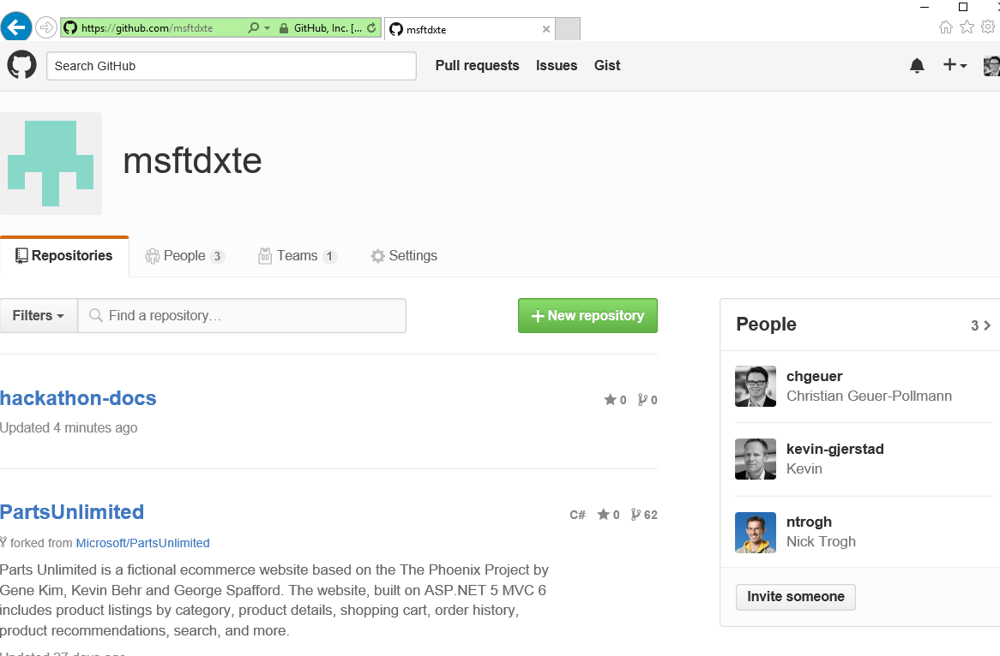 https://github.com/msftdxte
GitHub, Inc. [...
msftdxte
Search GitHub
Pull requests
Issues
Gist
msftdxte
Repositories
People 3
Teams 1
Settings
Filters
Find a repository...
New repository
hackathon-docs
0 0
Updated 4 minutes ago
PartsUnlimited
C# 0 62
forked from Microsoft/PartsUnlimited
Parts Unlimited is a fictional ecommerce website based on the The Phoenix Project by
Gene Kim, Kevin Behr and George Spafford. The website, built on ASP.NET 5 MVC 6
includes product listings by category, product details, shopping cart, order history,
product recommendations, search, and more.
Updated 27 days ago
People
3
chgeuer
Christian Geuer-Pollmann
kevin-gjerstad
Kevin
ntrogh
Nick Trogh
Invite someone